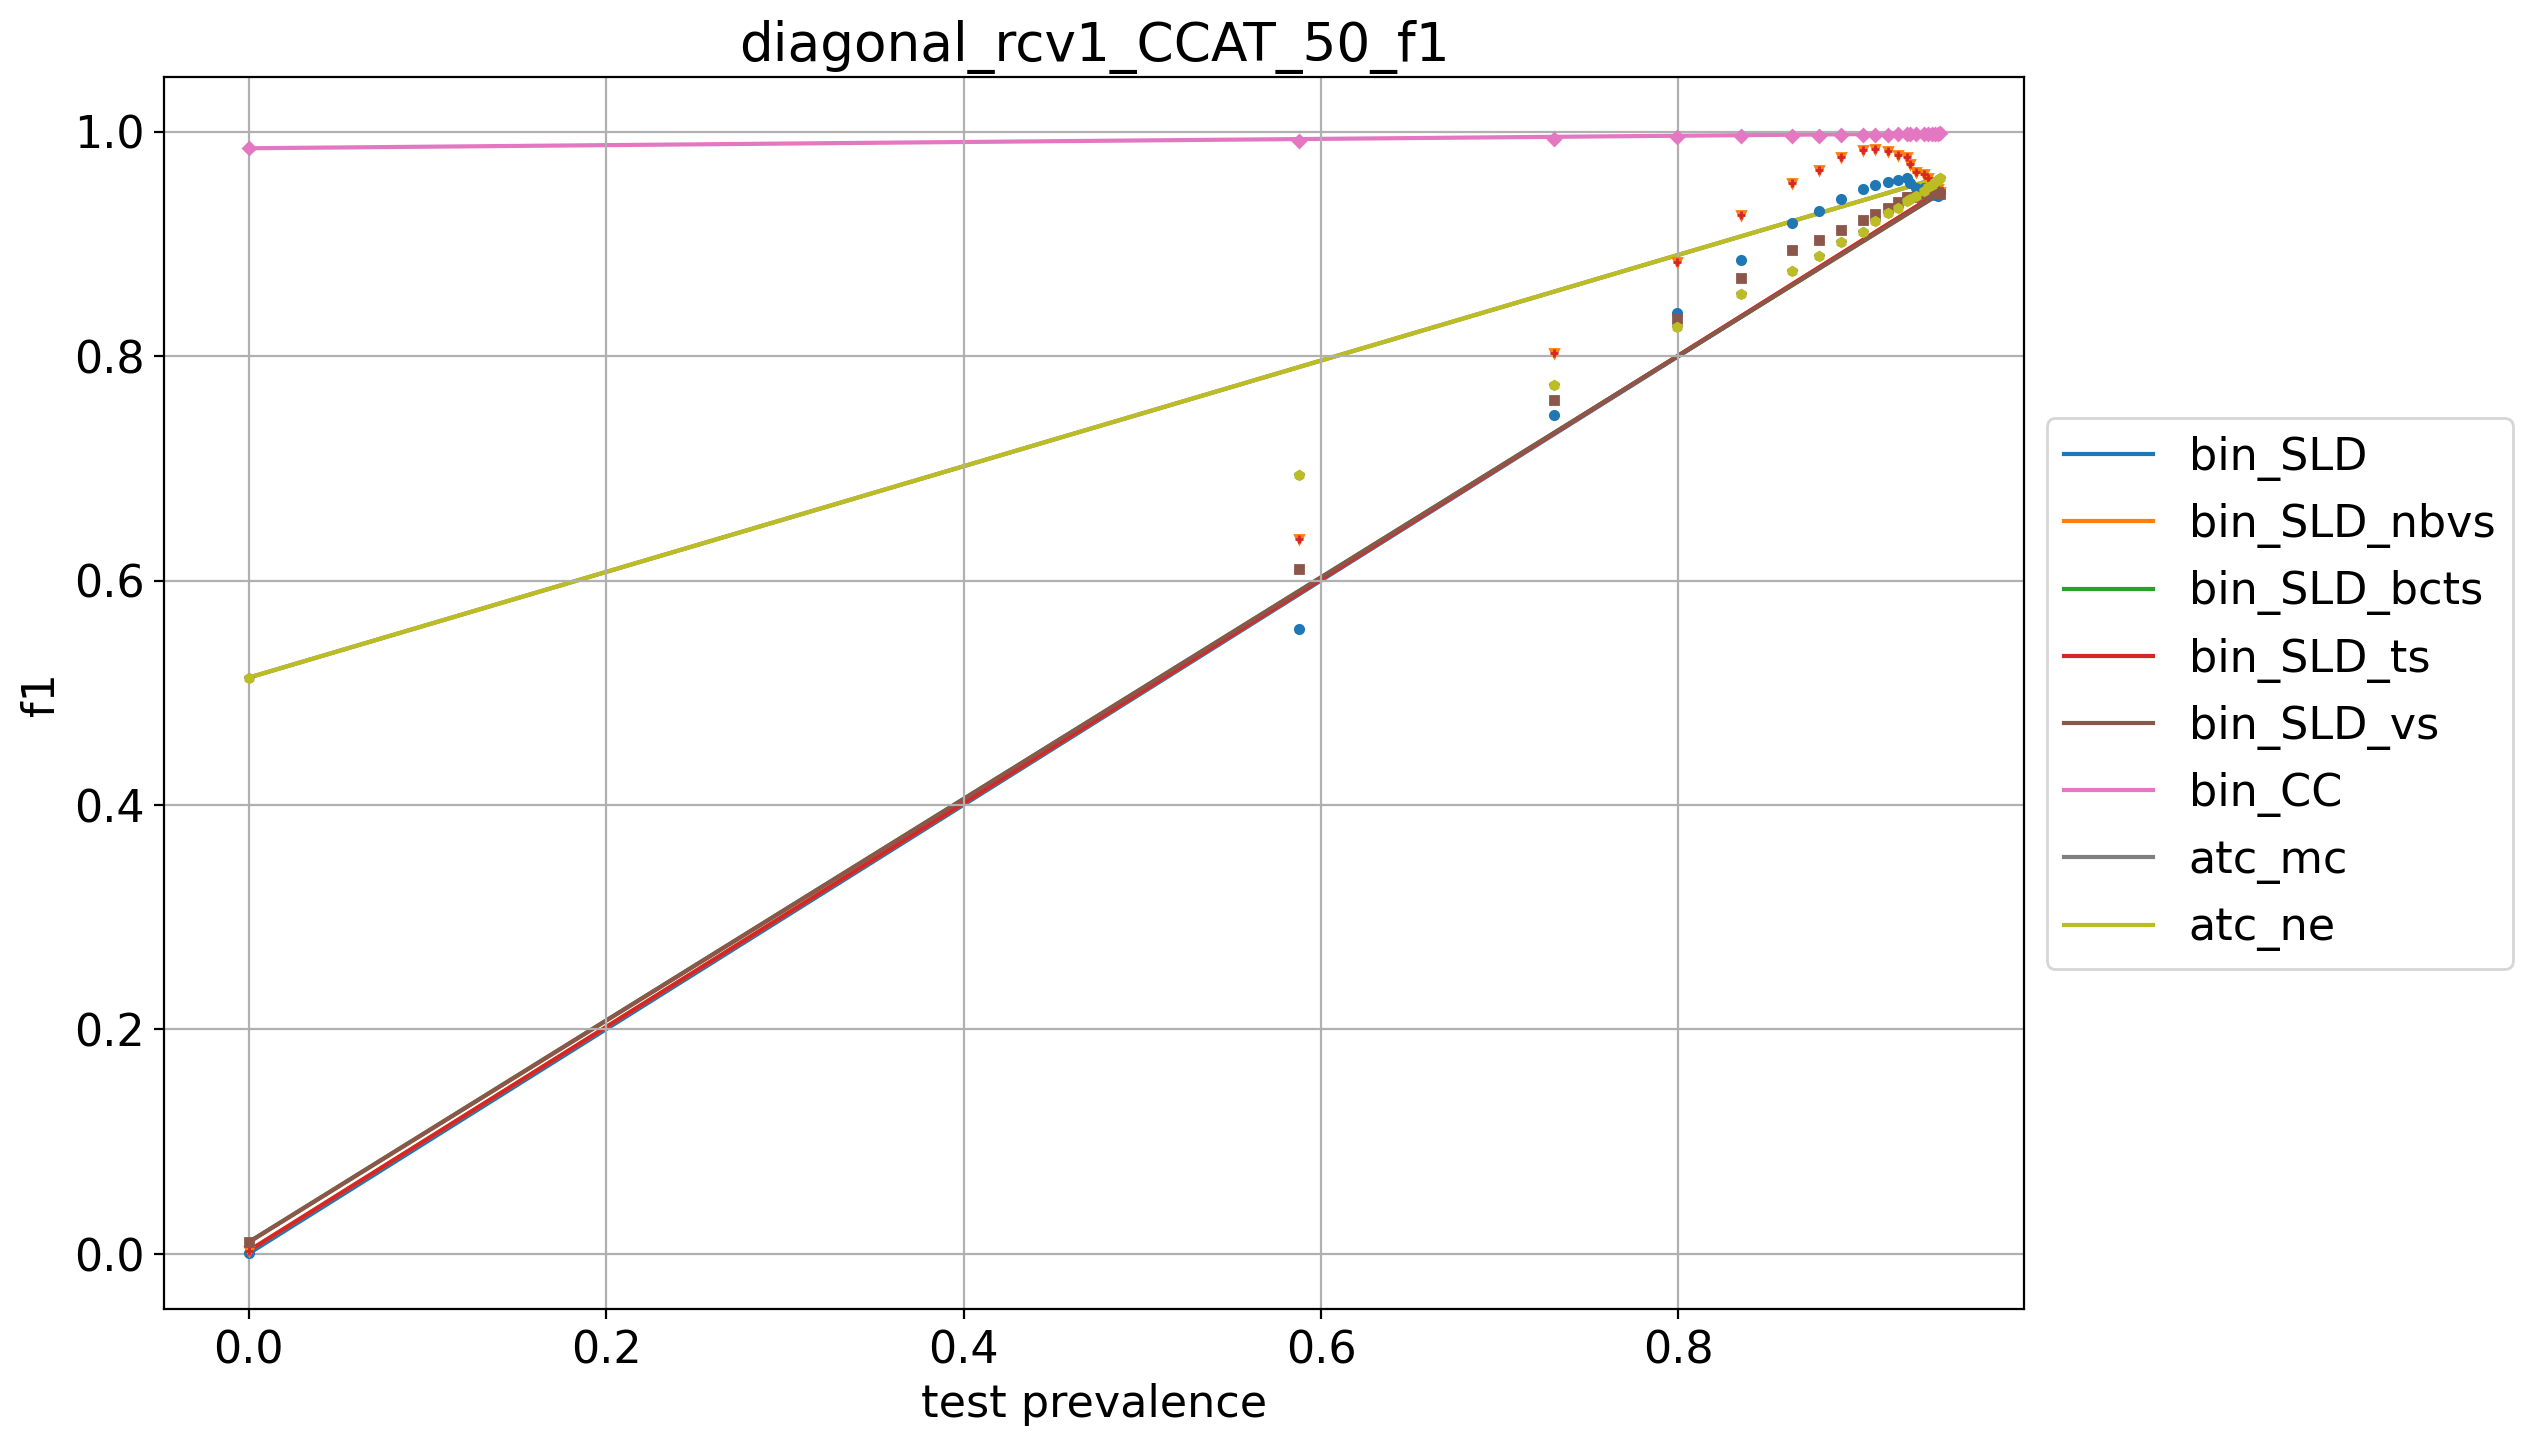 diagonal_rcv1_CCAT_50_f1
1.0
0.8
0.6
0.4
0.2
0.0
f1
0.0 0.2 0.4 0.6 0.8
test prevalence
bin_SLD
bin_SLD_nbvs
bin_SLD_bcts
bin_SLD_ts
bin_SLD_vs
bin_CC
atc_mc
atc_ne